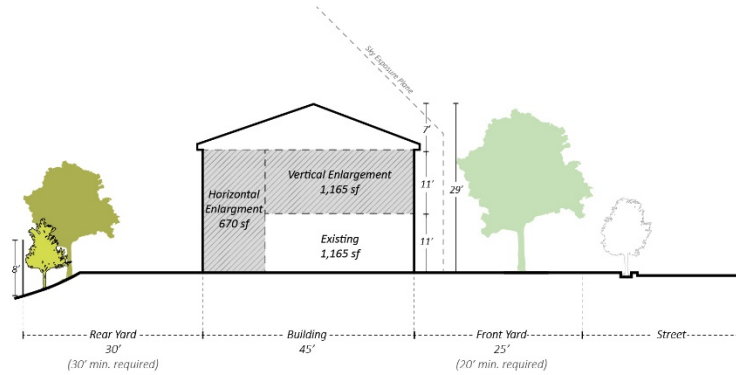 Sky Exposure Plane
7'
Vertical Enlargement
1,165 sf
11'
29'
Horizontal
Enlargment
670 sf
Existing
1,165 sf
11'
8'
Rear Yard
30'
(30' min. required)
Building
45'
Front Yard
25'
(20' min. required)
Street